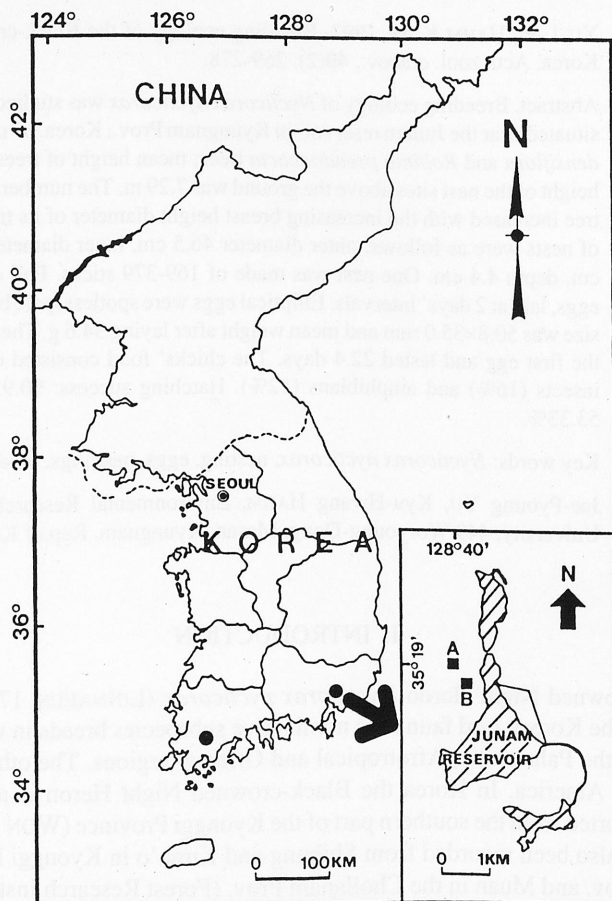 124° 126° 128° 130° 132°
CHINA
42°
N
40°
38°
SEOUL
KOREA
128°40'
N
36°
35°19'
A
B
J
JUNAM
RESERVOIR
34°
0 100KM
0 1KM